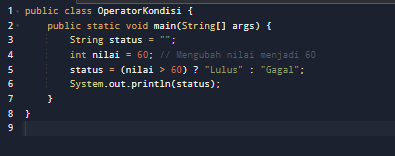 1 public class OperatorKondisi {
2 public static void main(String[] args) {
3 String status = "";
4 int nilai = 60; // Mengubah nilai menjadi 60
5 status = (nilai > 60) ? "Lulus" : "Gagal";
6 System.out.println(status);
7 }
8 }
9